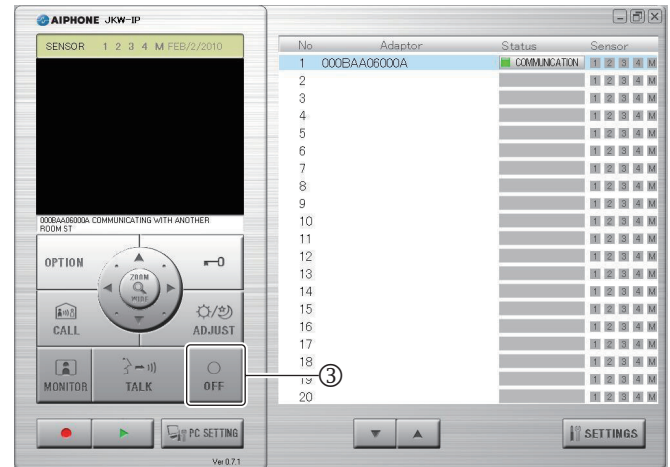 AIPHONE JKW-IP
SENSOR 1 2 3 4 M FEB/2/2010
000BAA06000A COMMUNICATING WITH ANOTHER
ROOM ST
OPTION
ZOOM
WIDE
CALL
ADJUST
MONITOR
TALK
OFF
③
PC SETTING
Ver 0.7.1
No Adaptor Status Sensor
1 000BAA06000A COMMUNICATION 1 2 3 4 M
2 1 2 3 4 M
3 1 2 3 4 M
4 1 2 3 4 M
5 1 2 3 4 M
6 1 2 3 4 M
7 1 2 3 4 M
8 1 2 3 4 M
9 1 2 3 4 M
10 1 2 3 4 M
11 1 2 3 4 M
12 1 2 3 4 M
13 1 2 3 4 M
14 1 2 3 4 M
15 1 2 3 4 M
16 1 2 3 4 M
17 1 2 3 4 M
18 1 2 3 4 M
19 1 2 3 4 M
20 1 2 3 4 M
SETTINGS